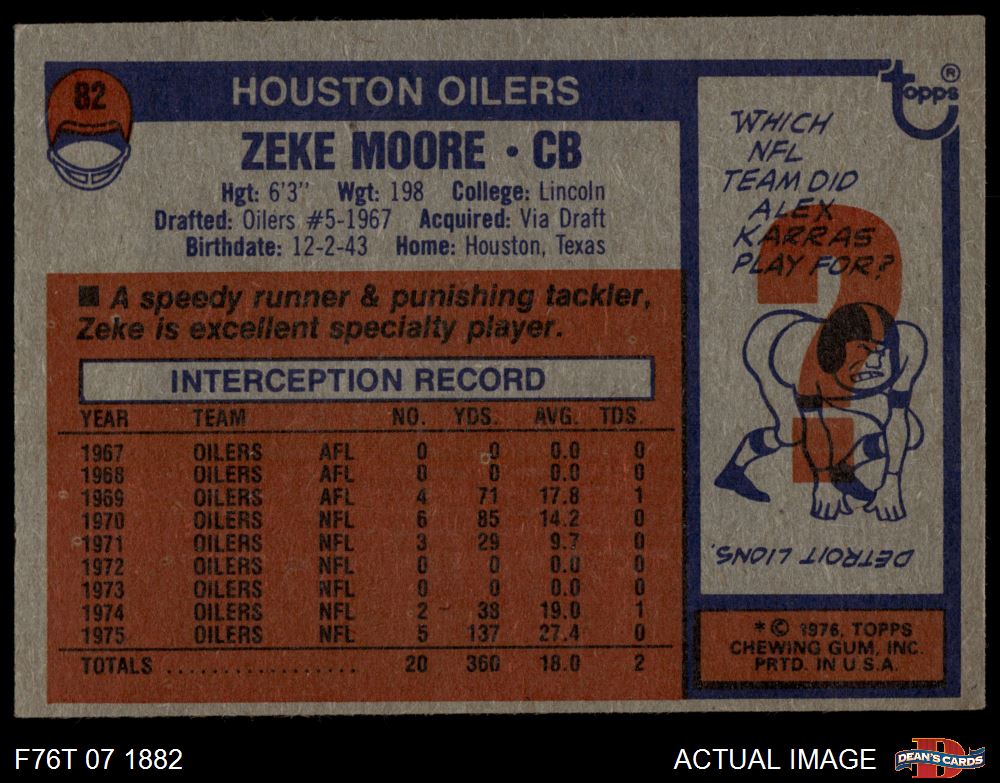 82
HOUSTON OILERS
ZEKE MOORE • CB
Hgt: 6'3" Wgt: 198 College: Lincoln
Drafted: Oilers #5-1967 Acquired: Via Draft
Birthdate: 12-2-43 Home: Houston, Texas
■ A speedy runner & punishing tackler,
Zeke is excellent specialty player.
INTERCEPTION RECORD
YEAR TEAM NO. YDS. AVG. TDS.
1967 OILERS AFL 0 0 0.0 0
1968 OILERS AFL 0 0 0.0 0
1969 OILERS AFL 4 71 17.8 1
1970 OILERS NFL 6 85 14.2 0
1971 OILERS NFL 3 29 9.7 0
1972 OILERS NFL 0 0 0.0 0
1973 OILERS NFL 0 0 0.0 0
1974 OILERS NFL 2 38 19.0 1
1975 OILERS NFL 5 137 27.4 0
TOTALS .................. 20 360 18.0 2
topps ®
WHICH
NFL
TEAM DID
ALEX
KARRAS
PLAY FOR?
?
DETROIT LIONS.
* © 1976, TOPPS
CHEWING GUM, INC.
PRTD. IN U.S.A.
F76T 07 1882
ACTUAL IMAGE
D
DEAN'S CARDS